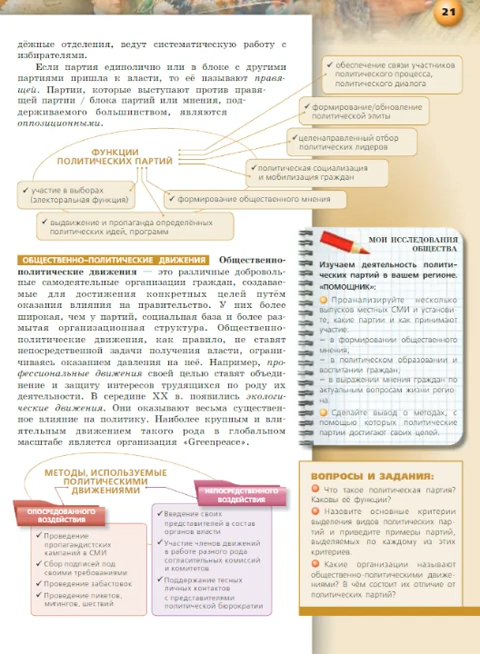 21
дёжные отделения, ведут систематическую работу с
избирателями.
Если партия единолично или в блоке с другими
партиями пришла к власти, то её называют правя-
щей. Партии, которые выступают против правя-
щей партии / блока партий или мнения, под-
держиваемого большинством, являются
оппозиционными.
ФУНКЦИИ
ПОЛИТИЧЕСКИХ ПАРТИЙ
✓ обеспечение связи участников
политического процесса,
политического диалога
✓ формирование/обновление
политической элиты
✓ целенаправленный отбор
политических лидеров
✓ политическая социализация
и мобилизация граждан
✓ формирование общественного мнения
✓ участие в выборах
(электоральная функция)
✓ выдвижение и пропаганда определённых
политических идей, программ
ОБЩЕСТВЕННО-ПОЛИТИЧЕСКИЕ ДВИЖЕНИЯ Общественно-
политические движения — это различные доброволь-
ные самодеятельные организации граждан, создавае-
мые для достижения конкретных целей путём
оказания влияния на правительство. У них более
широкая, чем у партий, социальная база и более раз-
мытая организационная структура. Общественно-
политические движения, как правило, не ставят
непосредственной задачи получения власти, ограни-
чиваясь оказанием давления на неё. Например, про-
фессиональные движения своей целью ставят объеди-
нение и защиту интересов трудящихся по роду их
деятельности. В середине XX в. появились экологи-
ческие движения. Они оказывают весьма существен-
ное влияние на политику. Наиболее крупным и вли-
ятельным движением такого рода в глобальном
масштабе является организация «Greenpeace».
МЕТОДЫ, ИСПОЛЬЗУЕМЫЕ
ПОЛИТИЧЕСКИМИ
ДВИЖЕНИЯМИ
ОПОСРЕДОВАННОГО
ВОЗДЕЙСТВИЯ
✓ Проведение
пропагандистских
кампаний в СМИ
✓ Сбор подписей под
своими требованиями
✓ Проведение забастовок
✓ Проведение пикетов,
митингов, шествий
НЕПОСРЕДСТВЕННОГО
ВОЗДЕЙСТВИЯ
✓ Введение своих
представителей в состав
органов власти
✓ Участие членов движений
в работе разного рода
согласительных комиссий
и комитетов
✓ Поддержание тесных
личных контактов
с представителями
политической бюрократии
МОИ ИССЛЕДОВАНИЯ
ОБЩЕСТВА
Изучаем деятельность полити-
ческих партий в вашем регионе.
«ПОМОЩНИК»:
Проанализируйте несколько
выпусков местных СМИ и установи-
те, какие партии и как принимают
участие:
— в формировании общественного
мнения;
— в политическом образовании и
воспитании граждан;
— в выражении мнения граждан по
актуальным вопросам жизни регио-
на.
Сделайте вывод о методах, с
помощью которых политические
партии достигают своих целей.
ВОПРОСЫ И ЗАДАНИЯ:
Что такое политическая партия?
Каковы её функции?
Назовите основные критерии
выделения видов политических пар-
тий и приведите примеры партий,
выделяемых по каждому из этих
критериев.
Какие организации называют
общественно-политическими движе-
ниями? В чём состоит их отличие от
политических партий?